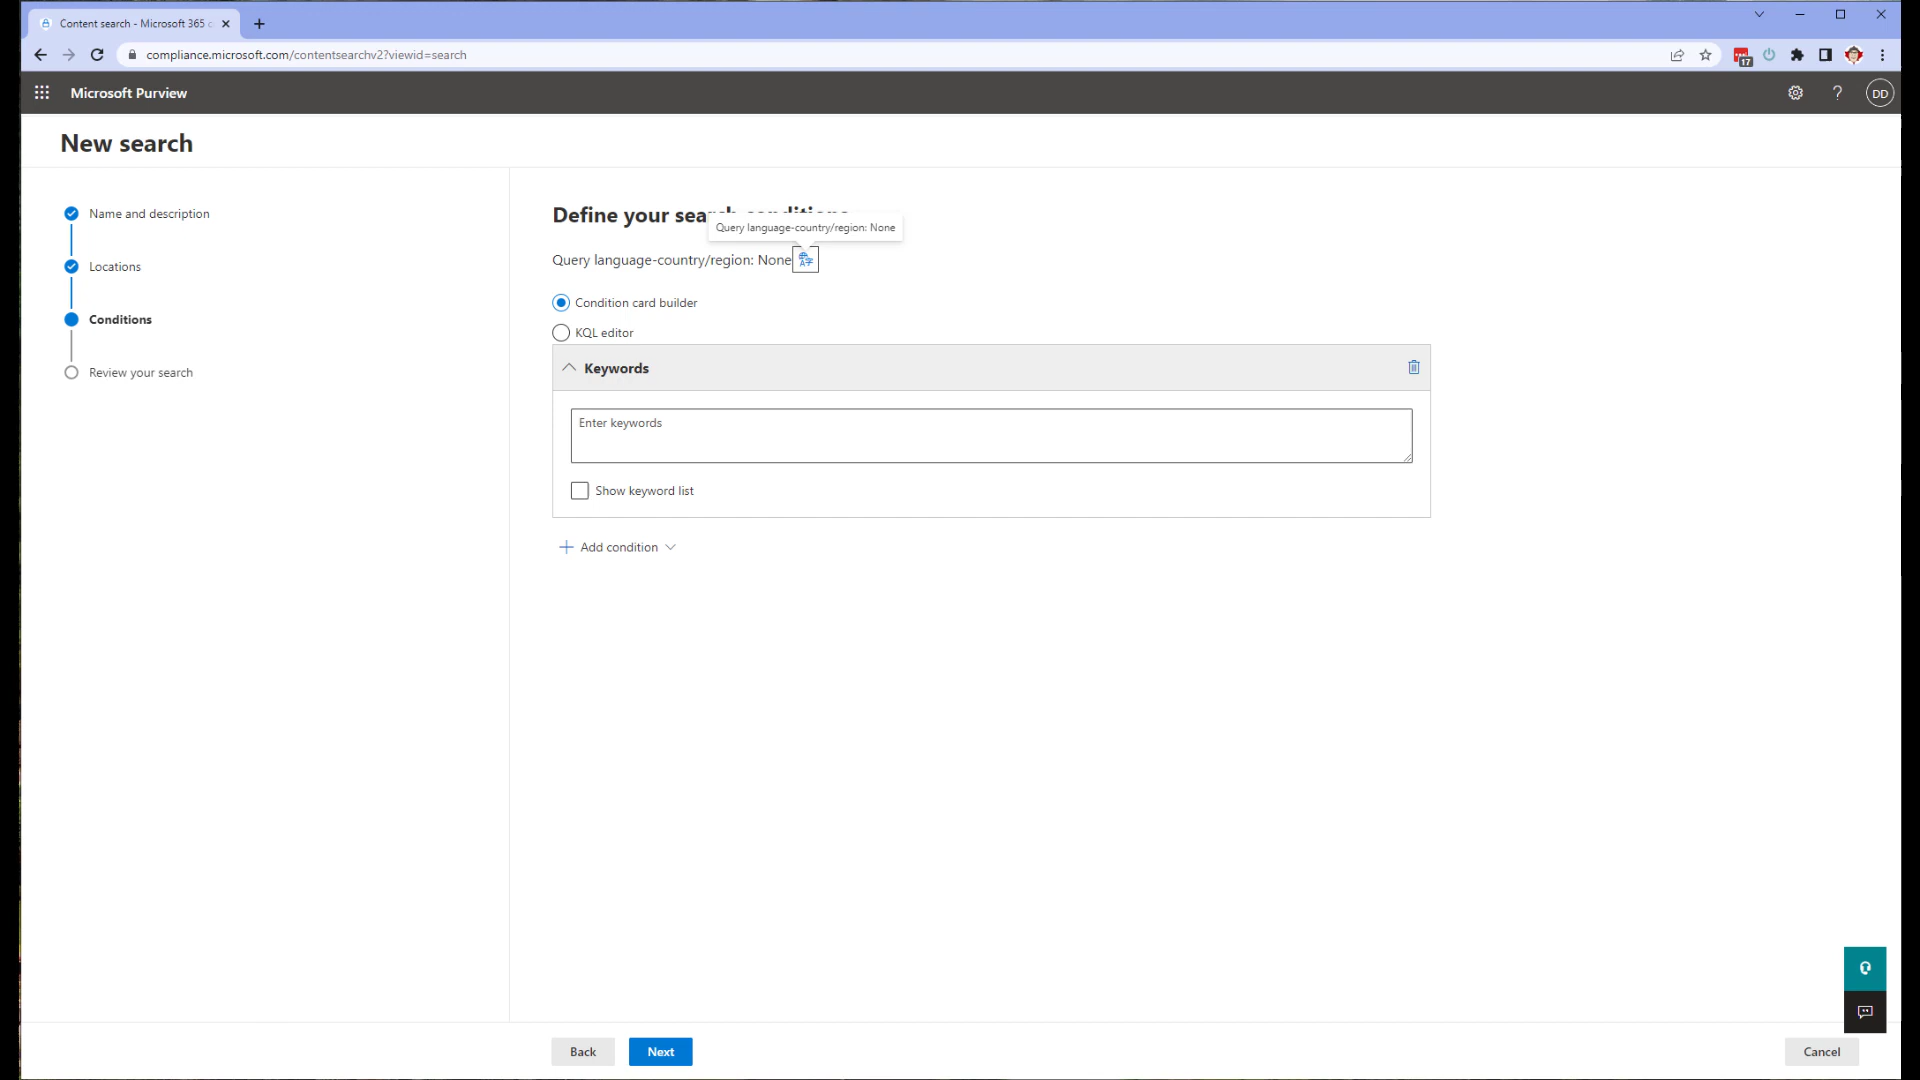 Content search - Microsoft 365
compliance.microsoft.com/contentsearchv2?viewid=search
17
Microsoft Purview
?
DD
New search
Name and description
Locations
Conditions
Review your search
Define your search conditions
Query language-country/region: None
Query language-country/region: None
Condition card builder
KQL editor
Keywords
Enter keywords
Show keyword list
Add condition
Back
Next
Cancel